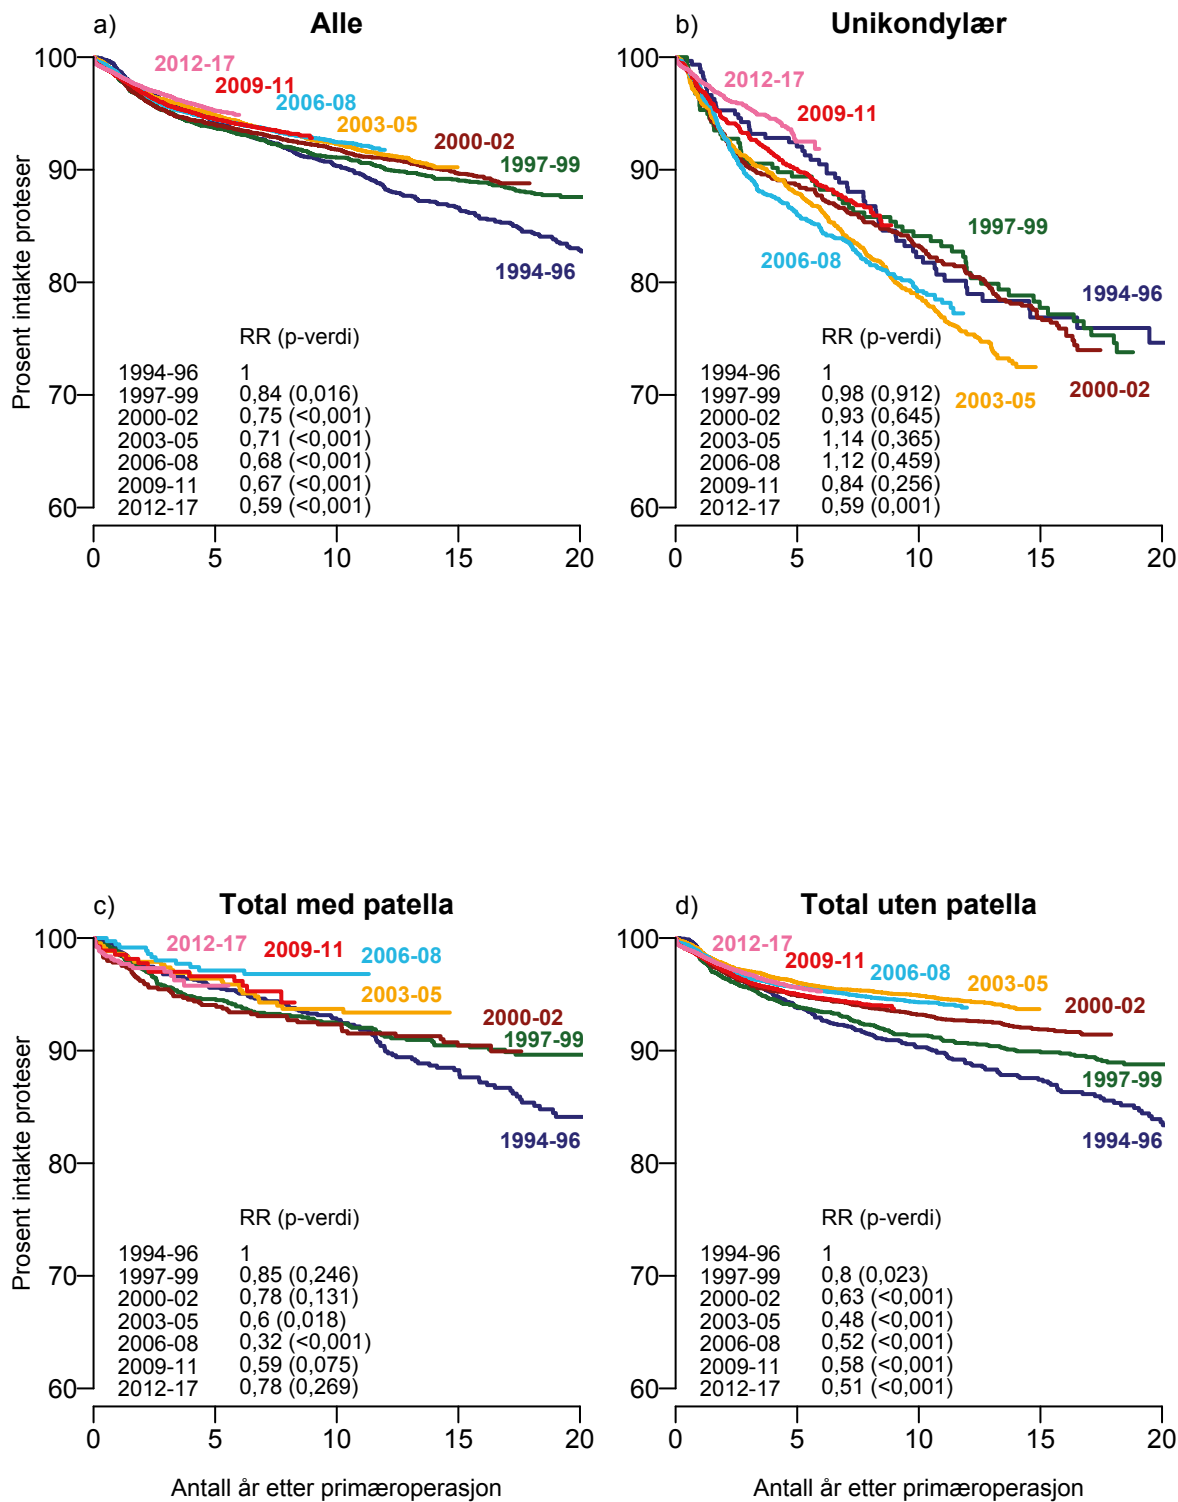 a) Alle
100
90
80
70
60
Prosent intakte proteser
2012-17
2009-11
2006-08
2003-05
2000-02
1997-99
1994-96
RR (p-verdi)
1994-96 1
1997-99 0,84 (0,016)
2000-02 0,75 (<0,001)
2003-05 0,71 (<0,001)
2006-08 0,68 (<0,001)
2009-11 0,67 (<0,001)
2012-17 0,59 (<0,001)
0 5 10 15 20
b) Unikondylær
100
90
80
70
60
2012-17
2009-11
1997-99
2006-08
1994-96
2000-02
2003-05
RR (p-verdi)
1994-96 1
1997-99 0,98 (0,912)
2000-02 0,93 (0,645)
2003-05 1,14 (0,365)
2006-08 1,12 (0,459)
2009-11 0,84 (0,256)
2012-17 0,59 (0,001)
0 5 10 15 20
c) Total med patella
100
90
80
70
60
Prosent intakte proteser
2012-17
2009-11
2006-08
2003-05
2000-02
1997-99
1994-96
RR (p-verdi)
1994-96 1
1997-99 0,85 (0,246)
2000-02 0,78 (0,131)
2003-05 0,6 (0,018)
2006-08 0,32 (<0,001)
2009-11 0,59 (0,075)
2012-17 0,78 (0,269)
0 5 10 15 20
Antall år etter primæroperasjon
d) Total uten patella
100
90
80
70
60
2012-17
2009-11
2006-08
2003-05
2000-02
1997-99
1994-96
RR (p-verdi)
1994-96 1
1997-99 0,8 (0,023)
2000-02 0,63 (<0,001)
2003-05 0,48 (<0,001)
2006-08 0,52 (<0,001)
2009-11 0,58 (<0,001)
2012-17 0,51 (<0,001)
0 5 10 15 20
Antall år etter primæroperasjon